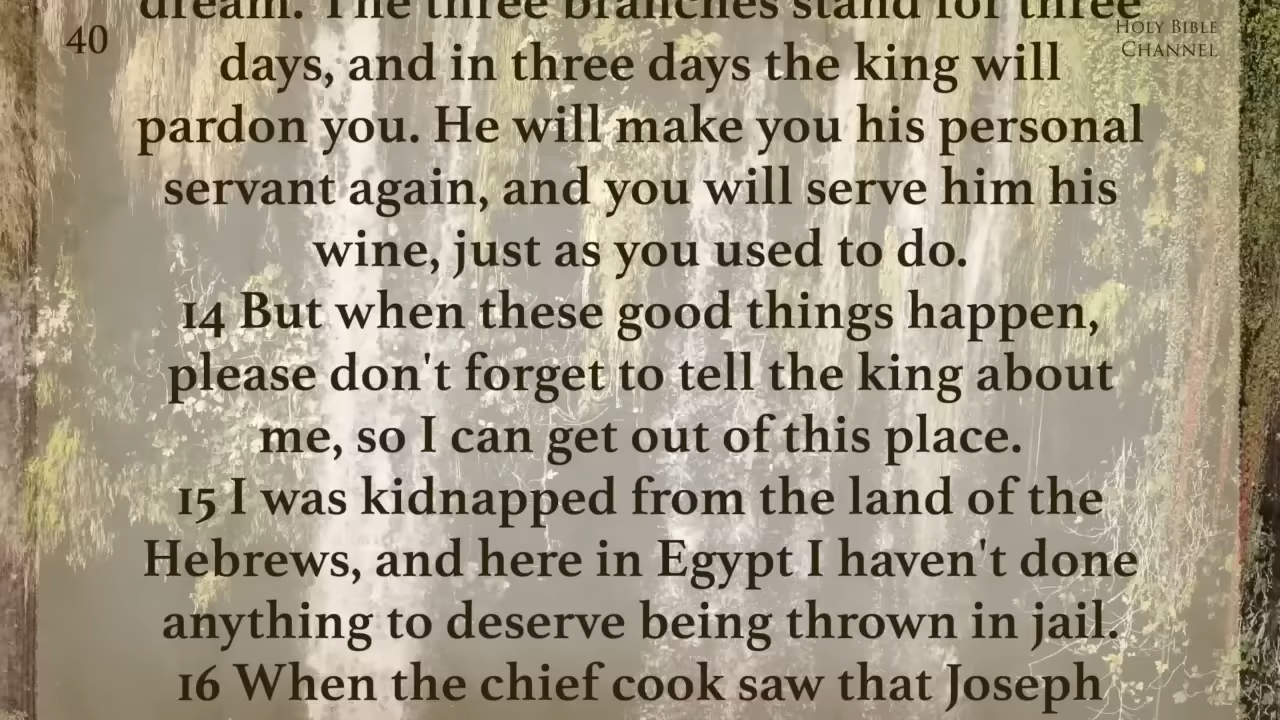 dream. The three branches stand for three
40
HOLY BIBLE
CHANNEL
days, and in three days the king will
pardon you. He will make you his personal
servant again, and you will serve him his
wine, just as you used to do.
14 But when these good things happen,
please don't forget to tell the king about
me, so I can get out of this place.
15 I was kidnapped from the land of the
Hebrews, and here in Egypt I haven't done
anything to deserve being thrown in jail.
16 When the chief cook saw that Joseph